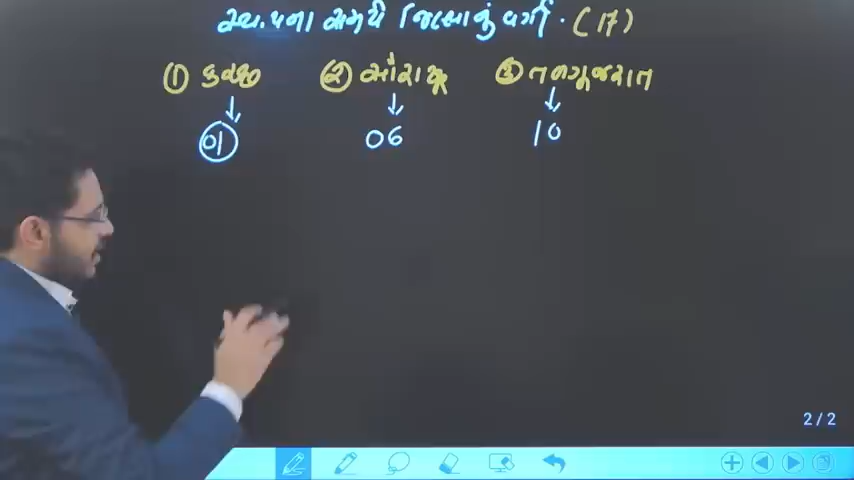 સ્થાપના સમયે જિલ્લાનું વર્ગી. (17)
① કચ્છ ② સૌરાષ્ટ્ર ③ તળગુજરાત
01 06 10
2/2